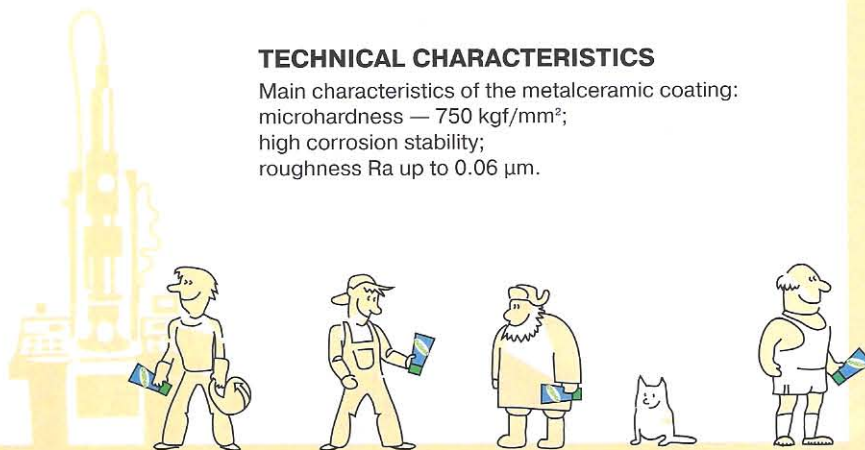 TECHNICAL CHARACTERISTICS
Main characteristics of the metalceramic coating:
microhardness — 750 kgf/mm²;
high corrosion stability;
roughness Ra up to 0.06 µm.